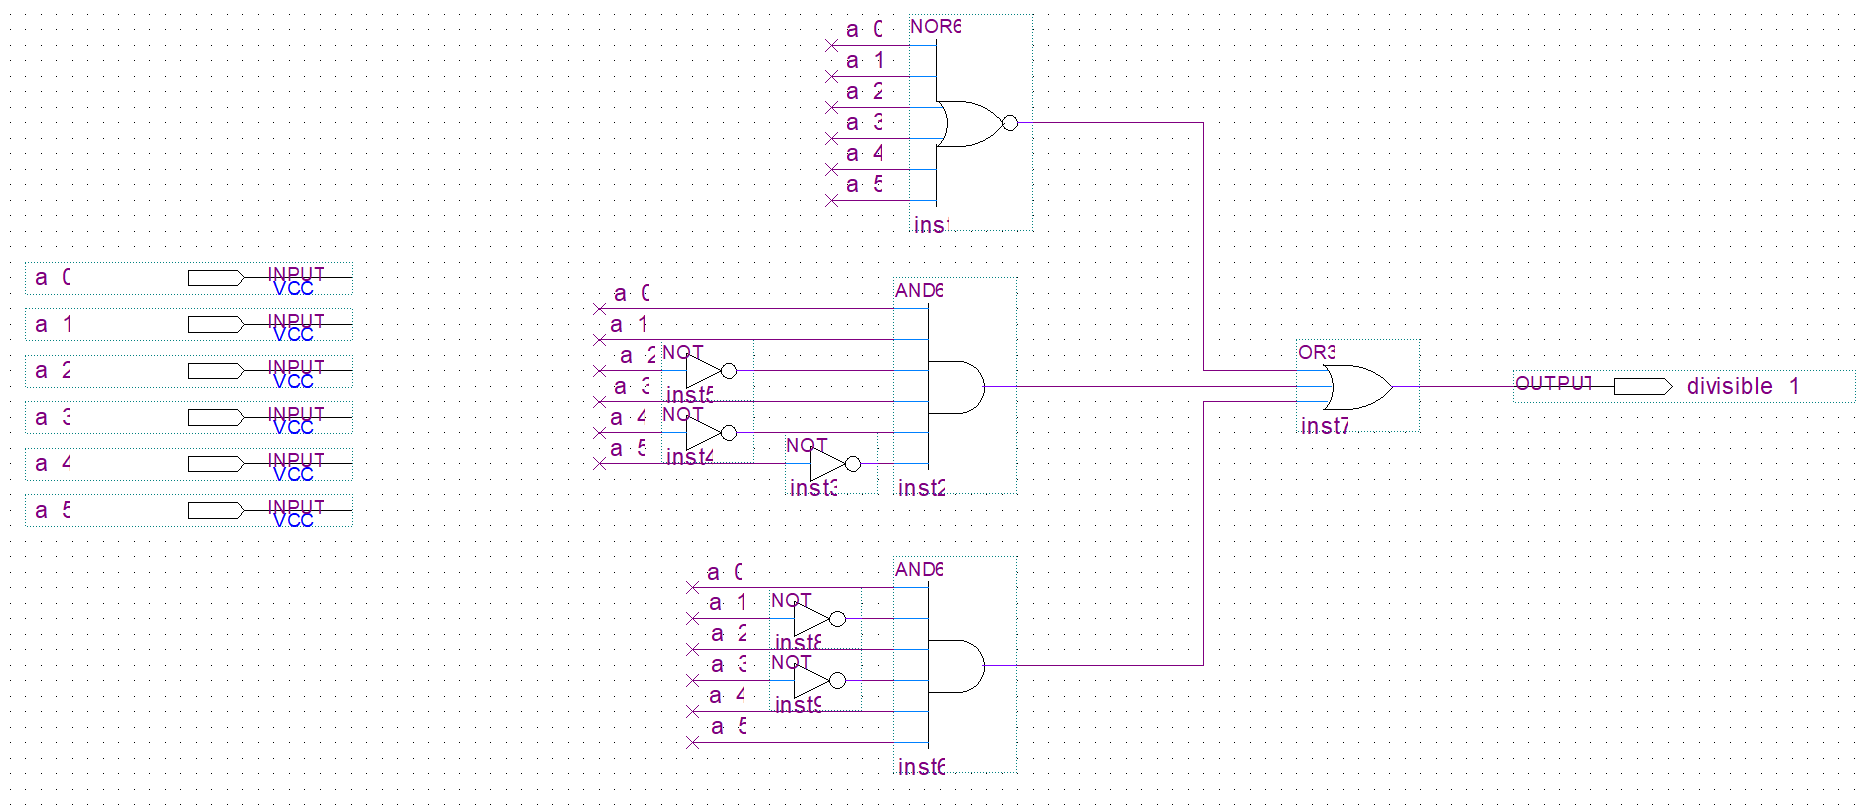 a 0
NOR6
a 1
a 2
a 3
a 4
a 5
inst
a 0 INPUT
VCC
a 1 INPUT
VCC
a 2 INPUT
VCC
a 3 INPUT
VCC
a 4 INPUT
VCC
a 5 INPUT
VCC
a 0
AND6
a 1
a 2 NOT
inst5
a 3
a 4 NOT
inst4
a 5 NOT
inst3
inst2
OR3
inst7
OUTPUT divisible 1
a 0
AND6
a 1 NOT
inst8
a 2
a 3 NOT
inst9
a 4
a 5
inst6